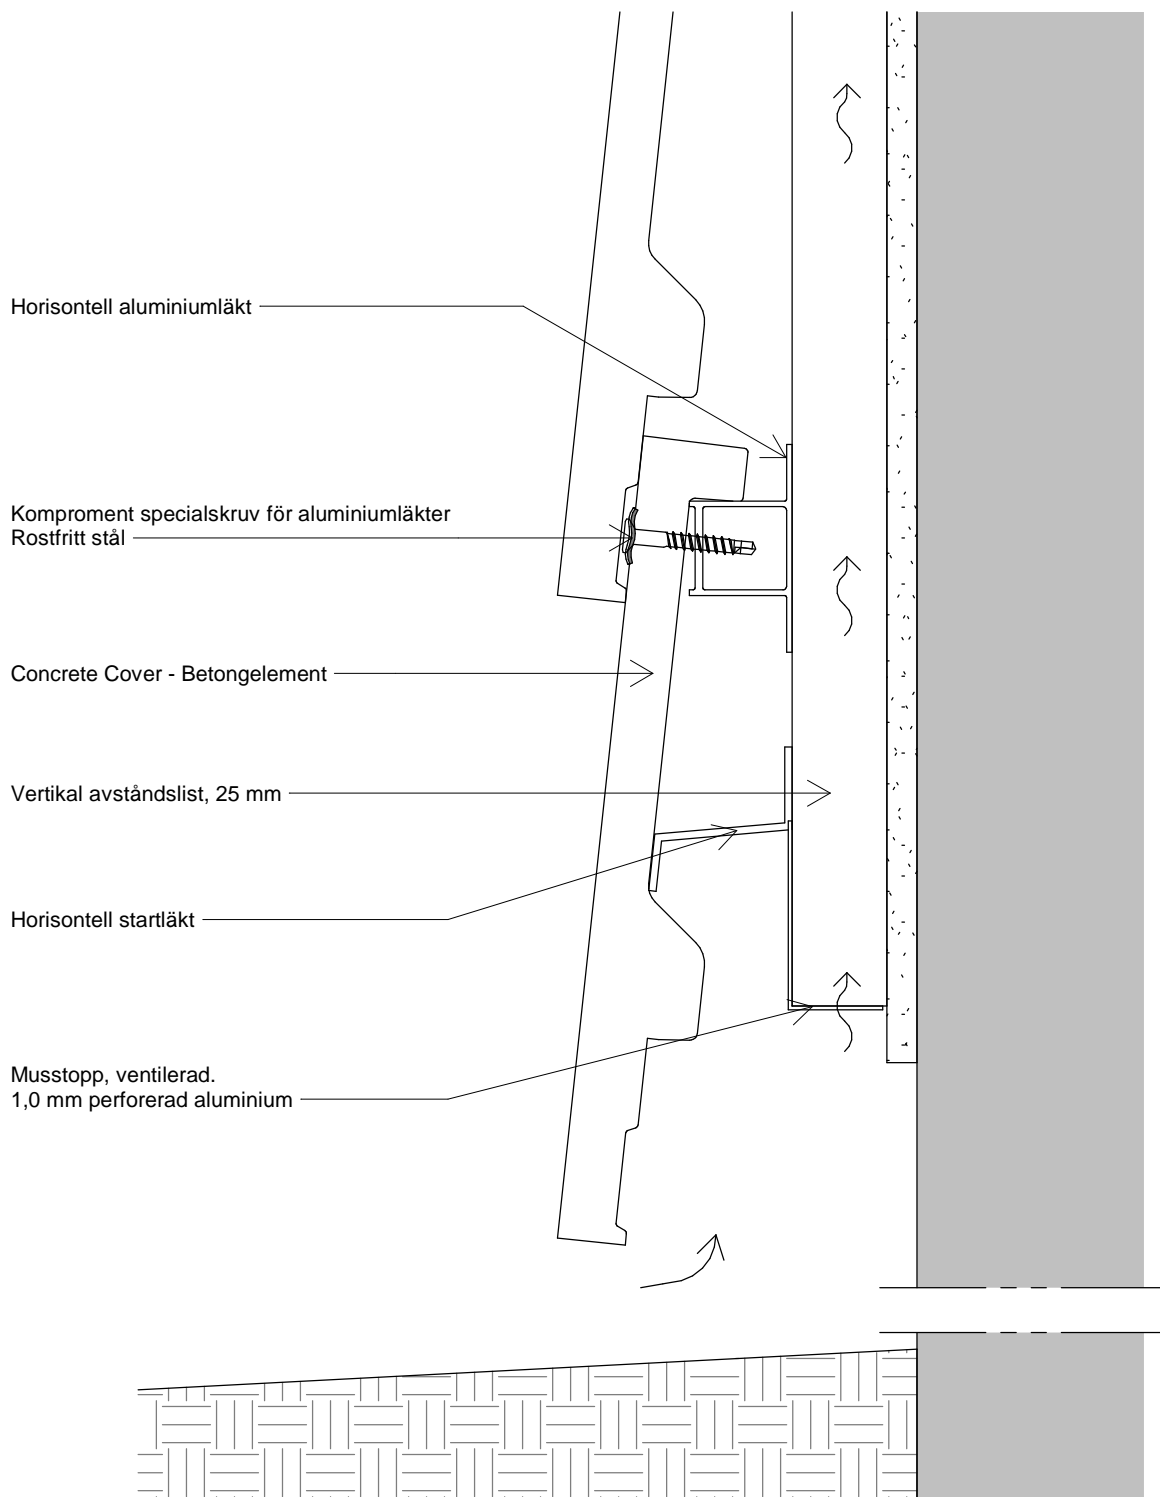 Horisontell aluminiumläkt
Komproment specialskruv för aluminiumläkter
Rostfritt stål
Concrete Cover - Betongelement
Vertikal avståndslist, 25 mm
Horisontell startläkt
Musstopp, ventilerad.
1,0 mm perforerad aluminium